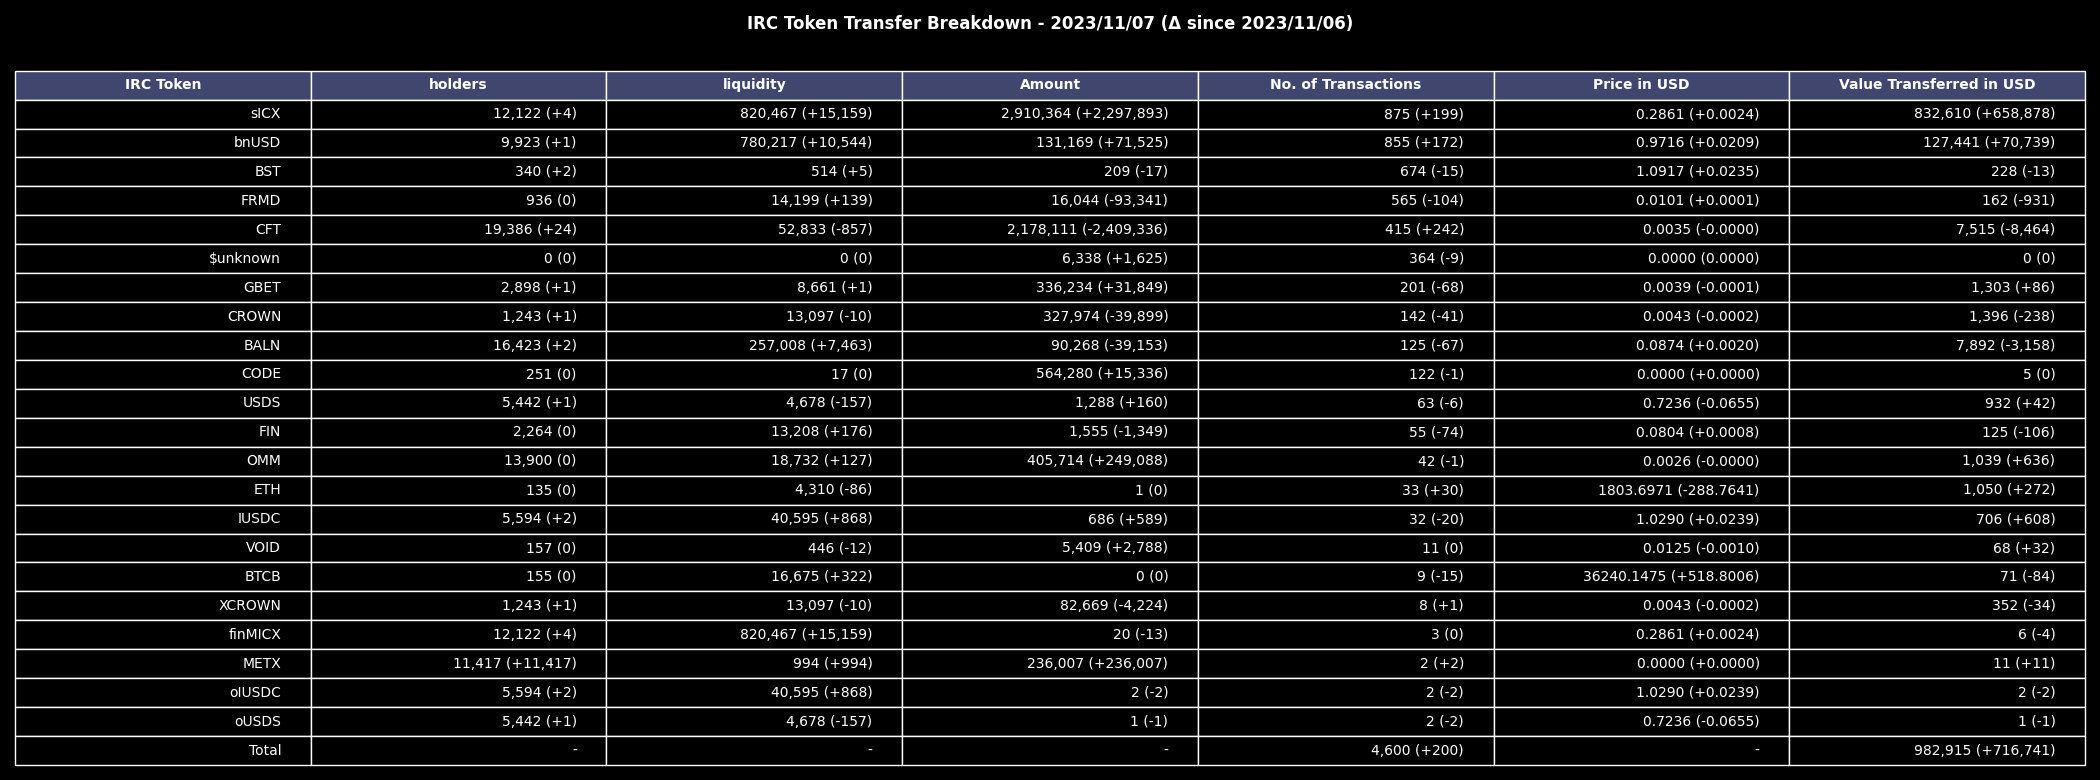 IRC Token Transfer Breakdown - 2023/11/07 (Δ since 2023/11/06)
IRC Token holders liquidity Amount No. of Transactions Price in USD Value Transferred in USD
sICX 12,122 (+4) 820,467 (+15,159) 2,910,364 (+2,297,893) 875 (+199) 0.2861 (+0.0024) 832,610 (+658,878)
bnUSD 9,923 (+1) 780,217 (+10,544) 131,169 (+71,525) 855 (+172) 0.9716 (+0.0209) 127,441 (+70,739)
BST 340 (+2) 514 (+5) 209 (-17) 674 (-15) 1.0917 (+0.0235) 228 (-13)
FRMD 936 (0) 14,199 (+139) 16,044 (-93,341) 565 (-104) 0.0101 (+0.0001) 162 (-931)
CFT 19,386 (+24) 52,833 (-857) 2,178,111 (-2,409,336) 415 (+242) 0.0035 (-0.0000) 7,515 (-8,464)
$unknown 0 (0) 0 (0) 6,338 (+1,625) 364 (-9) 0.0000 (0.0000) 0 (0)
GBET 2,898 (+1) 8,661 (+1) 336,234 (+31,849) 201 (-68) 0.0039 (-0.0001) 1,303 (+86)
CROWN 1,243 (+1) 13,097 (-10) 327,974 (-39,899) 142 (-41) 0.0043 (-0.0002) 1,396 (-238)
BALN 16,423 (+2) 257,008 (+7,463) 90,268 (-39,153) 125 (-67) 0.0874 (+0.0020) 7,892 (-3,158)
CODE 251 (0) 17 (0) 564,280 (+15,336) 122 (-1) 0.0000 (+0.0000) 5 (0)
USDS 5,442 (+1) 4,678 (-157) 1,288 (+160) 63 (-6) 0.7236 (-0.0655) 932 (+42)
FIN 2,264 (0) 13,208 (+176) 1,555 (-1,349) 55 (-74) 0.0804 (+0.0008) 125 (-106)
OMM 13,900 (0) 18,732 (+127) 405,714 (+249,088) 42 (-1) 0.0026 (-0.0000) 1,039 (+636)
ETH 135 (0) 4,310 (-86) 1 (0) 33 (+30) 1803.6971 (-288.7641) 1,050 (+272)
IUSDC 5,594 (+2) 40,595 (+868) 686 (+589) 32 (-20) 1.0290 (+0.0239) 706 (+608)
VOID 157 (0) 446 (-12) 5,409 (+2,788) 11 (0) 0.0125 (-0.0010) 68 (+32)
BTCB 155 (0) 16,675 (+322) 0 (0) 9 (-15) 36240.1475 (+518.8006) 71 (-84)
XCROWN 1,243 (+1) 13,097 (-10) 82,669 (-4,224) 8 (+1) 0.0043 (-0.0002) 352 (-34)
finMICX 12,122 (+4) 820,467 (+15,159) 20 (-13) 3 (0) 0.2861 (+0.0024) 6 (-4)
METX 11,417 (+11,417) 994 (+994) 236,007 (+236,007) 2 (+2) 0.0000 (+0.0000) 11 (+11)
oIUSDC 5,594 (+2) 40,595 (+868) 2 (-2) 2 (-2) 1.0290 (+0.0239) 2 (-2)
oUSDS 5,442 (+1) 4,678 (-157) 1 (-1) 2 (-2) 0.7236 (-0.0655) 1 (-1)
Total - - - 4,600 (+200) - 982,915 (+716,741)